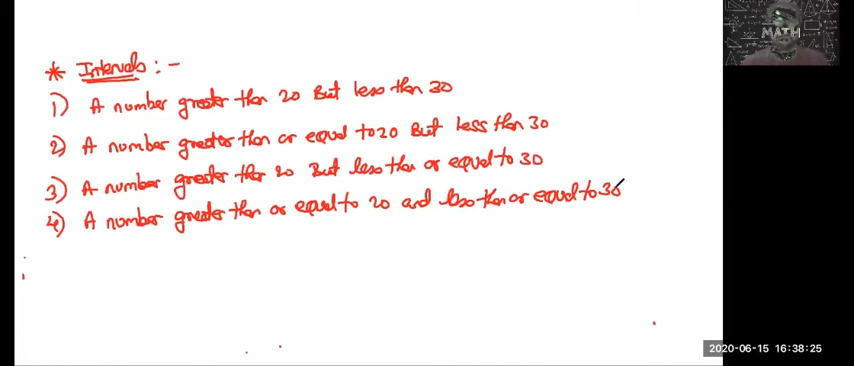 MATH
* Intervals : -
1) A number greater than 20 But less than 30
2) A number greater than or equal to 20 But less than 30
3) A number greater than 20 But less than or equal to 30
4) A number greater than or equal to 20 and less than or equal to 30
2020-06-15 16:38:25